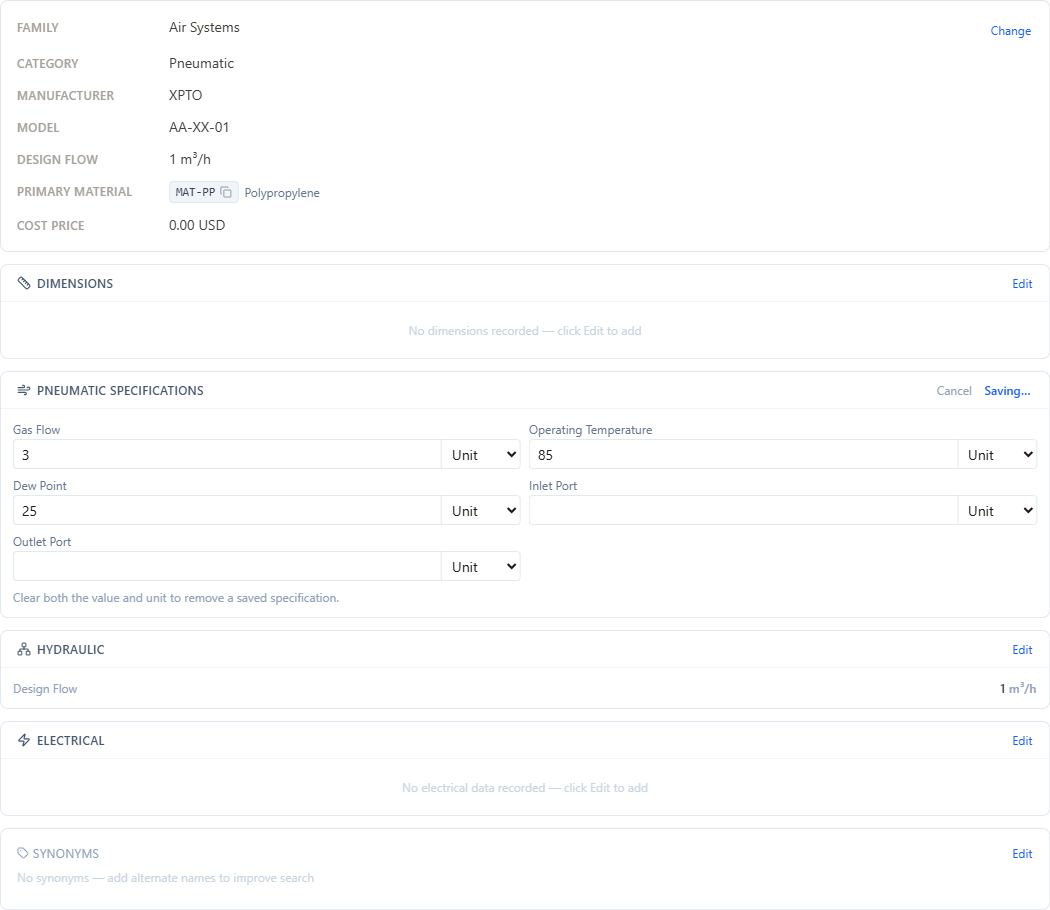 FAMILY Air Systems Change
CATEGORY Pneumatic
MANUFACTURER XPTO
MODEL AA-XX-01
DESIGN FLOW 1 m³/h
PRIMARY MATERIAL MAT-PP Polypropylene
COST PRICE 0.00 USD
DIMENSIONS Edit
No dimensions recorded — click Edit to add
PNEUMATIC SPECIFICATIONS Cancel Saving...
Gas Flow Operating Temperature
3 Unit 85 Unit
Dew Point Inlet Port
25 Unit Unit
Outlet Port
Unit
Clear both the value and unit to remove a saved specification.
HYDRAULIC Edit
Design Flow 1 m³/h
ELECTRICAL Edit
No electrical data recorded — click Edit to add
SYNONYMS Edit
No synonyms — add alternate names to improve search